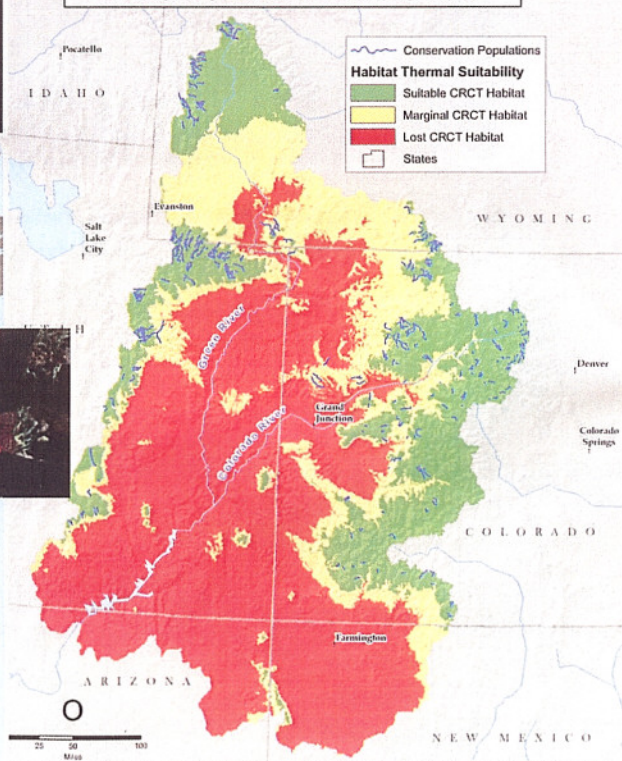 Pocatello
IDAHO
Conservation Populations
Habitat Thermal Suitability
Suitable CRCT Habitat
Marginal CRCT Habitat
Lost CRCT Habitat
States
Evanston
WYOMING
Salt
Lake
City
UTAH
Green River
Denver
Grand
Junction
Colorado River
Colorado
Springs
COLORADO
Farmington
ARIZONA
O
NEW MEXICO
25 50 100
Miles